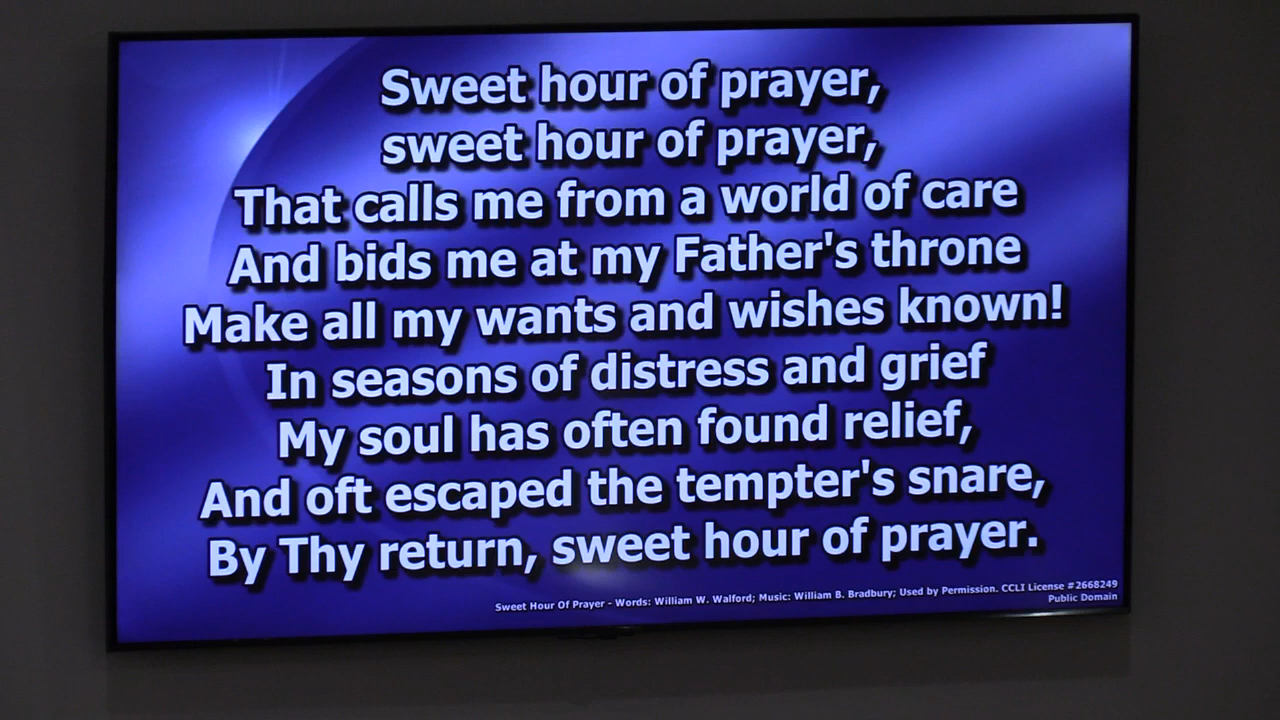 Sweet hour of prayer,
sweet hour of prayer,
That calls me from a world of care
And bids me at my Father's throne
Make all my wants and wishes known!
In seasons of distress and grief
My soul has often found relief,
And oft escaped the tempter's snare,
By Thy return, sweet hour of prayer.
Sweet Hour Of Prayer - Words: William W. Walford; Music: William B. Bradbury; Used by Permission. CCLI License #2668249
Public Domain